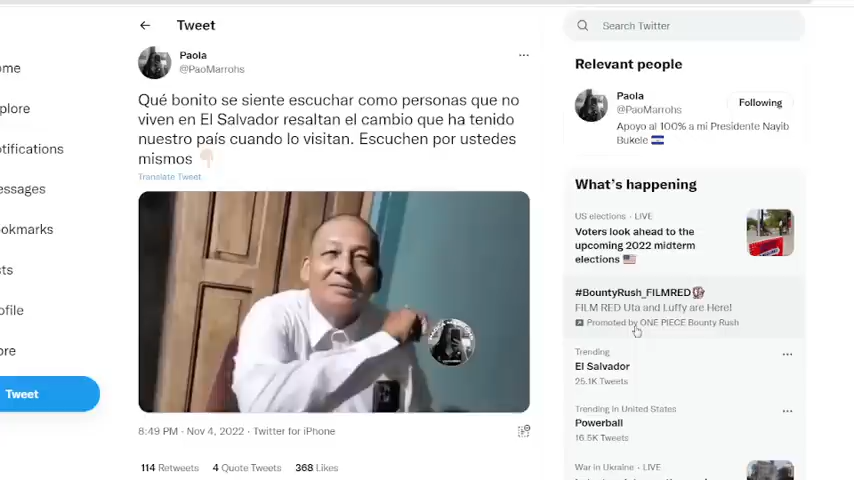 Tweet
Search Twitter
Paola
@PaoMarrohs
Relevant people
ome
Qué bonito se siente escuchar como personas que no
viven en El Salvador resaltan el cambio que ha tenido
nuestro país cuando lo visitan. Escuchen por ustedes
mismos
Translate Tweet
Paola
@PaoMarrohs
Following
Apoyo al 100% a mi Presidente Nayib
Bukele
plore
otifications
essages
ookmarks
sts
ofile
ore
Tweet
What's happening
US elections · LIVE
Voters look ahead to the
upcoming 2022 midterm
elections
#BountyRush_FILMRED
FILM RED Uta and Luffy are Here!
Promoted by ONE PIECE Bounty Rush
Trending
El Salvador
25.1K Tweets
Trending in United States
Powerball
16.5K Tweets
War in Ukraine · LIVE
8:49 PM · Nov 4, 2022 · Twitter for iPhone
114 Retweets 4 Quote Tweets 368 Likes